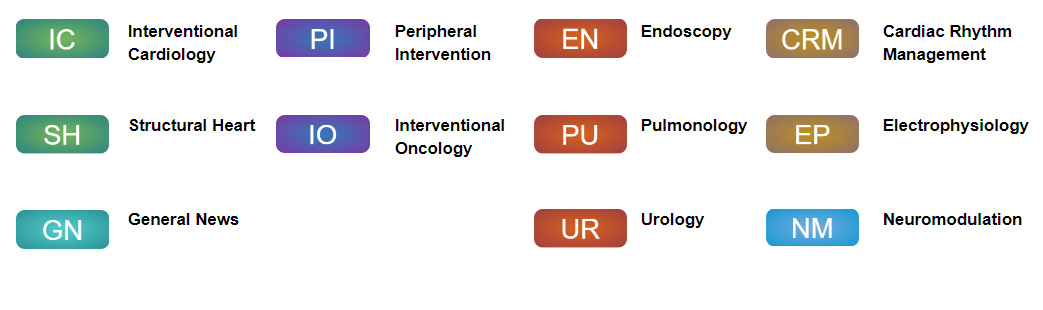 IC
Interventional
Cardiology
PI
Peripheral
Intervention
EN
Endoscopy
CRM
Cardiac Rhythm
Management
SH
Structural Heart
IO
Interventional
Oncology
PU
Pulmonology
EP
Electrophysiology
GN
General News
UR
Urology
NM
Neuromodulation